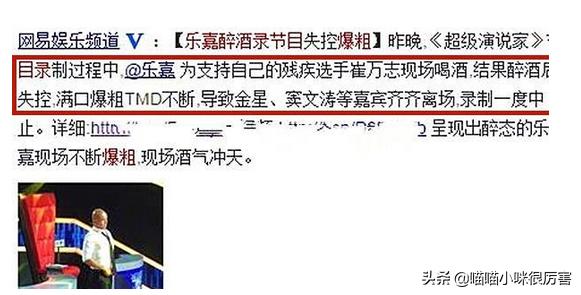 网易娱乐频道 V ：【乐嘉醉酒录节目失控爆粗】昨晚，《超级演说家》
目录制过程中，@乐嘉 为支持自己的残疾选手崔万志现场喝酒，结果醉酒后
失控，满口爆粗TMD不断，导致金星、窦文涛等嘉宾齐齐离场，录制一度中
止。详细：http:// 呈现出醉态的乐
嘉现场不断爆粗，现场酒气冲天。
头条 @喵喵小咪很厉害